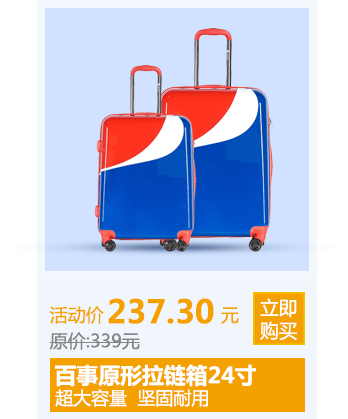 活动价 237.30 元
原价:339元
立即
购买
百事原形拉链箱24寸
超大容量 坚固耐用